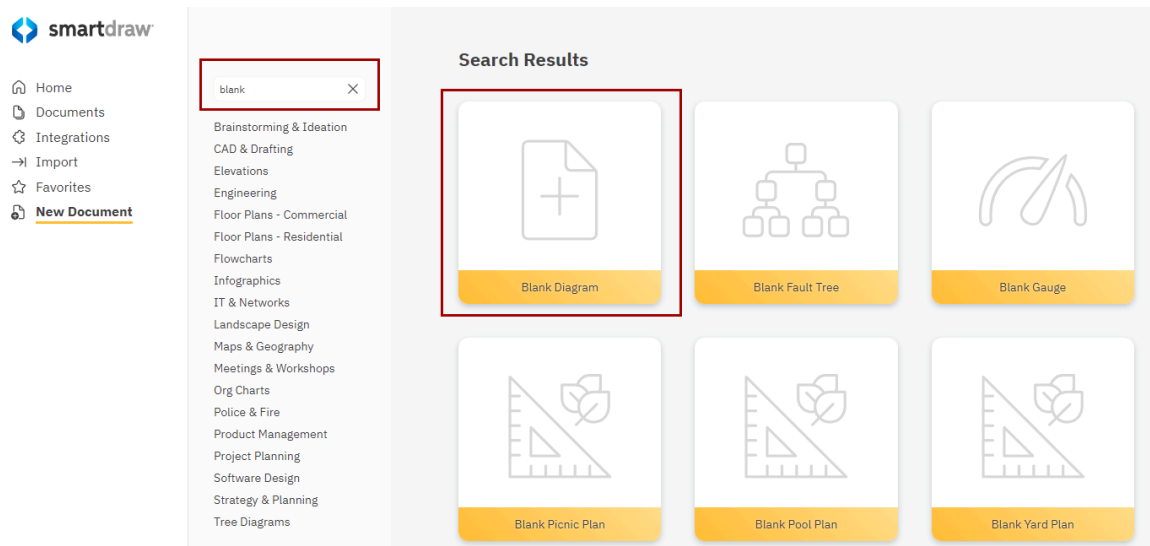 smartdraw
Home
Documents
Integrations
Import
Favorites
New Document
blank
Brainstorming & Ideation
CAD & Drafting
Elevations
Engineering
Floor Plans - Commercial
Floor Plans - Residential
Flowcharts
Infographics
IT & Networks
Landscape Design
Maps & Geography
Meetings & Workshops
Org Charts
Police & Fire
Product Management
Project Planning
Software Design
Strategy & Planning
Tree Diagrams
Search Results
Blank Diagram
Blank Fault Tree
Blank Gauge
Blank Picnic Plan
Blank Pool Plan
Blank Yard Plan